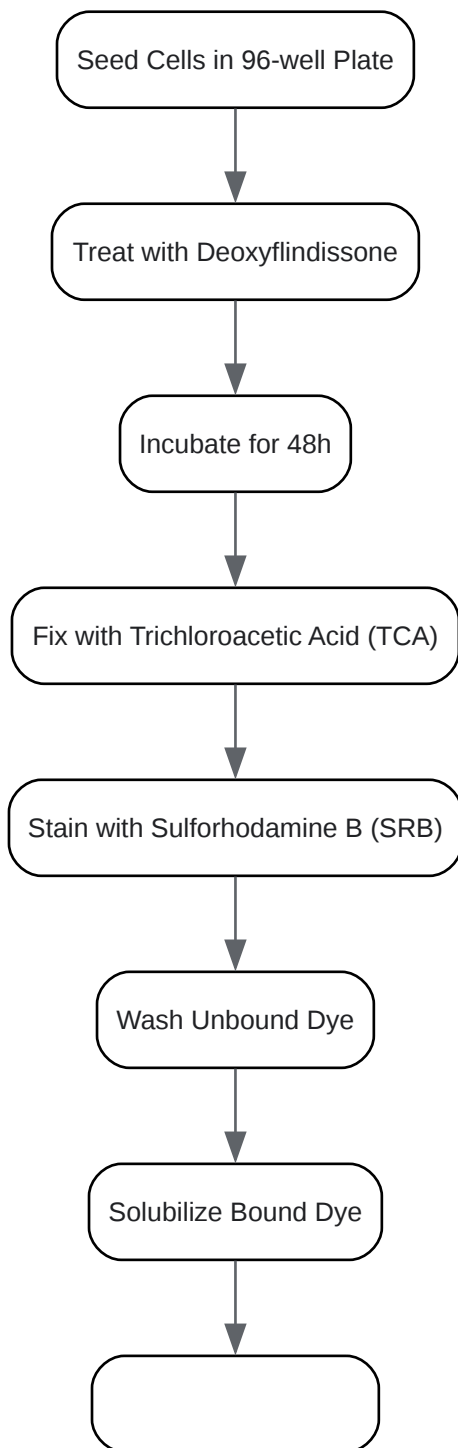 Seed Cells in 96-well Plate
Treat with Deoxyflindissone
Incubate for 48h
Fix with Trichloroacetic Acid (TCA)
Stain with Sulforhodamine B (SRB)
Wash Unbound Dye
Solubilize Bound Dye